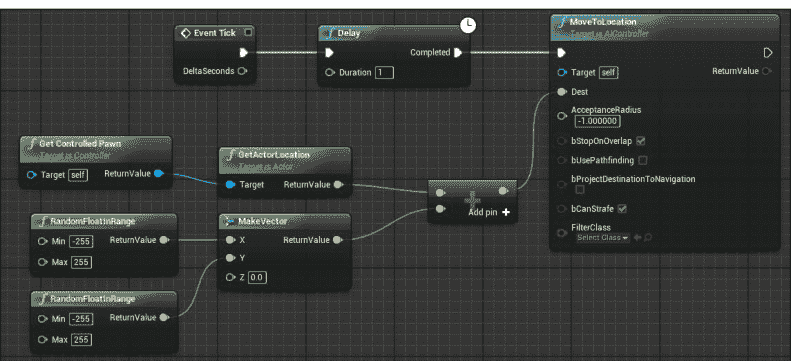 Event Tick
DeltaSeconds
Delay
Completed
Duration 1
MoveToLocation
Target is AIController
Target self
ReturnValue
Dest
AcceptanceRadius
-1.000000
bStopOnOverlap
bUsePathfinding
bProjectDestinationToNavigation
bCanStrafe
FilterClass
Select Class
Get Controlled Pawn
Target is Controller
Target self
ReturnValue
GetActorLocation
Target is Actor
Target
ReturnValue
Add pin +
RandomFloatInRange
Min -255
ReturnValue
Max 255
MakeVector
X
ReturnValue
Y
Z 0.0
RandomFloatInRange
Min -255
ReturnValue
Max 255